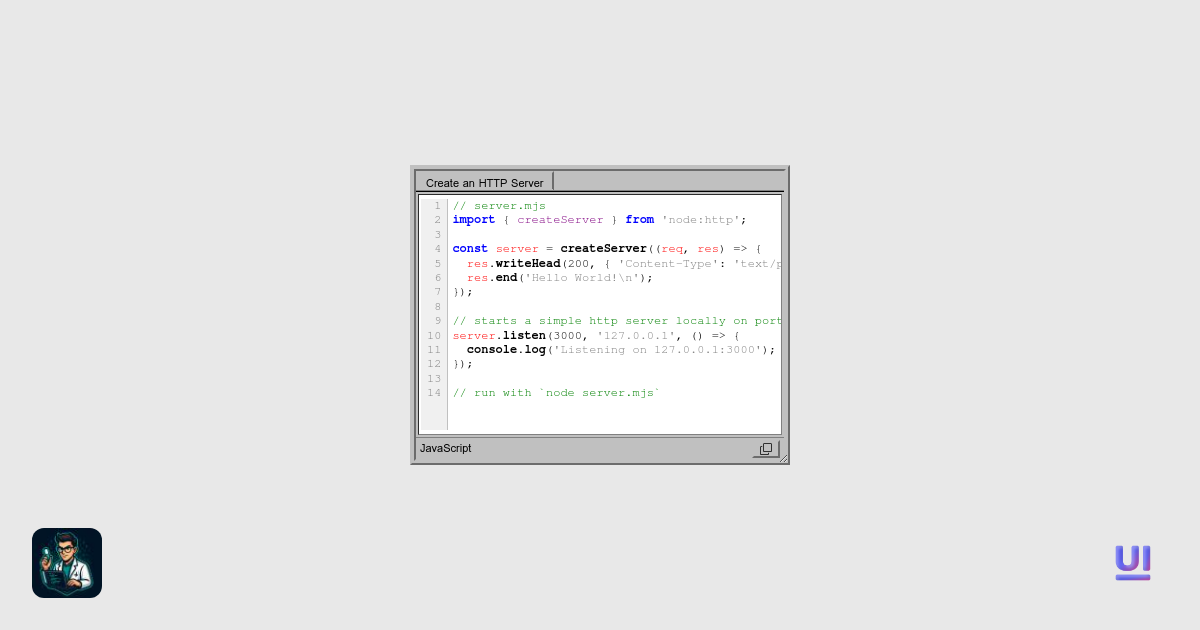 Create an HTTP Server
1 // server.mjs
2 import { createServer } from 'node:http';
3
4 const server = createServer((req, res) => {
5   res.writeHead(200, { 'Content-Type': 'text/p
6   res.end('Hello World!\n');
7 });
8
9 // starts a simple http server locally on port
10 server.listen(3000, '127.0.0.1', () => {
11   console.log('Listening on 127.0.0.1:3000');
12 });
13
14 // run with `node server.mjs`
JavaScript
UI